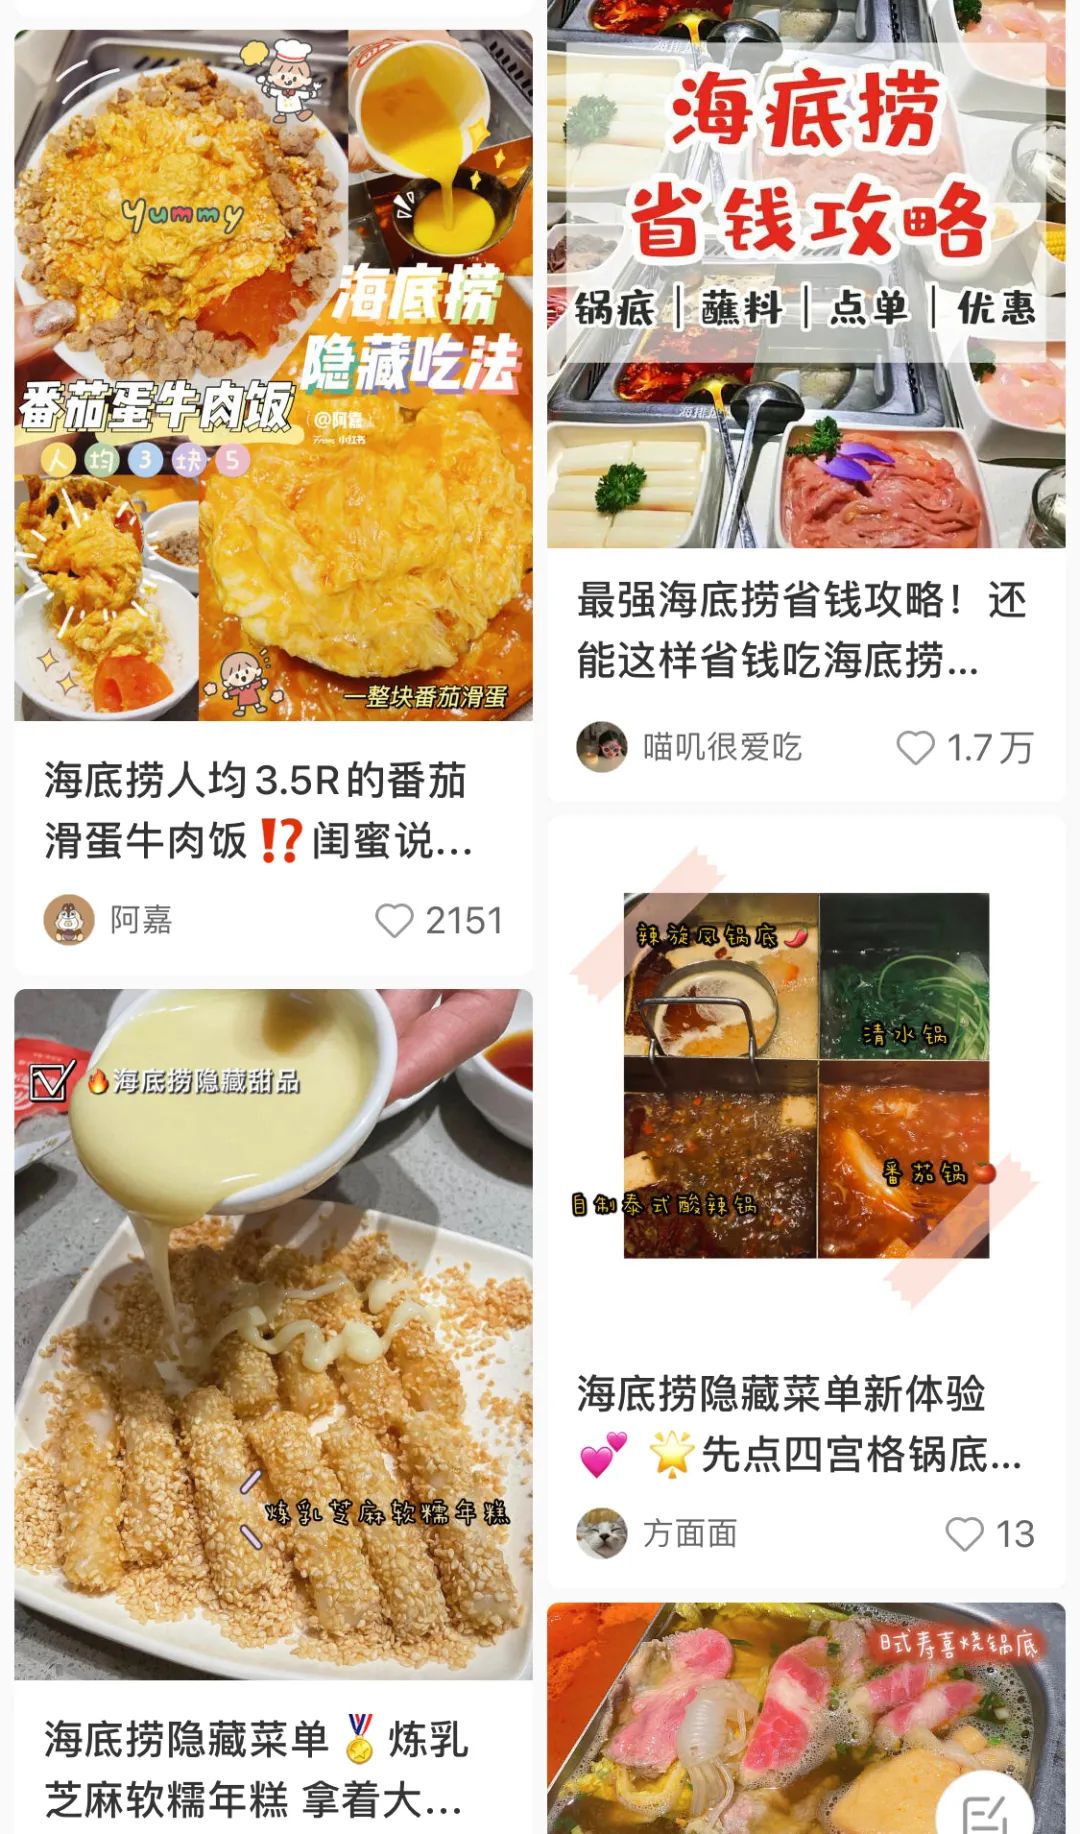 yummy
海底捞
隐藏吃法
@阿嘉
From 小红书
番茄蛋牛肉饭
人均3块5
一整块番茄滑蛋
海底捞人均3.5R的番茄
滑蛋牛肉饭⁉️闺蜜说...
阿嘉
2151
🔥海底捞隐藏甜品
炼乳芝麻软糯年糕
海底捞隐藏菜单🏅炼乳
芝麻软糯年糕 拿着大...
海底捞
省钱攻略
锅底|蘸料|点单|优惠
最强海底捞省钱攻略！还
能这样省钱吃海底捞...
喵叽很爱吃
1.7万
辣旋风锅底🌶
清水锅
自制泰式酸辣锅
番茄锅🍅
海底捞隐藏菜单新体验
💕 🌟先点四宫格锅底...
方面面
13
日式寿喜烧锅底